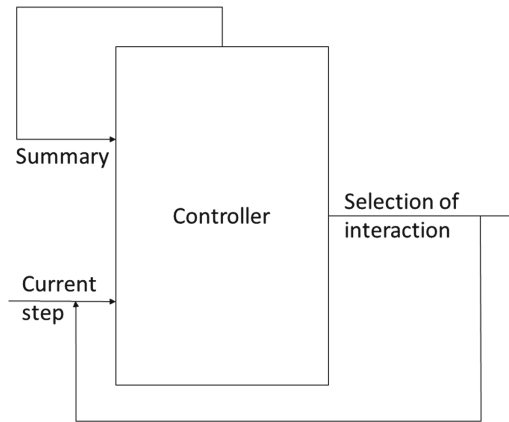 Summary
Controller
Selection of
interaction
Current
step